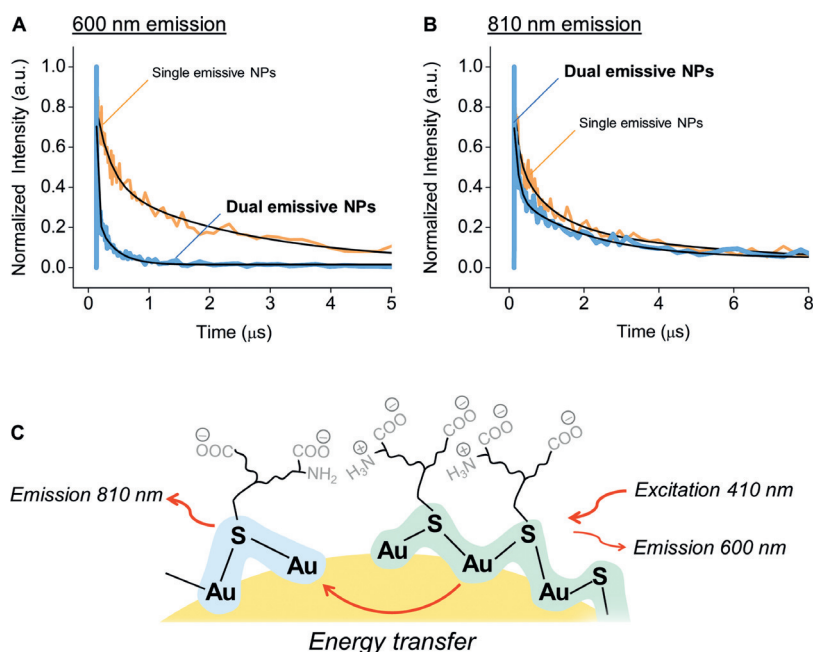 A
600 nm emission
Normalized Intensity (a.u.)
1.0
0.8
0.6
0.4
0.2
0.0
Single emissive NPs
Dual emissive NPs
0
1
2
3
4
5
Time (μs)
B
810 nm emission
Normalized Intensity (a.u.)
1.0
0.8
0.6
0.4
0.2
0.0
Dual emissive NPs
Single emissive NPs
0
2
4
6
8
Time (μs)
C
⊖
OOC
⊖
COO
NH2
⊖
COO
⊕
H3N
⊖
COO
⊖
COO
⊕
H3N
⊖
COO
Emission 810 nm
Excitation 410 nm
Emission 600 nm
S
Au
Au
Au
S
Au
S
Au
S
Energy transfer